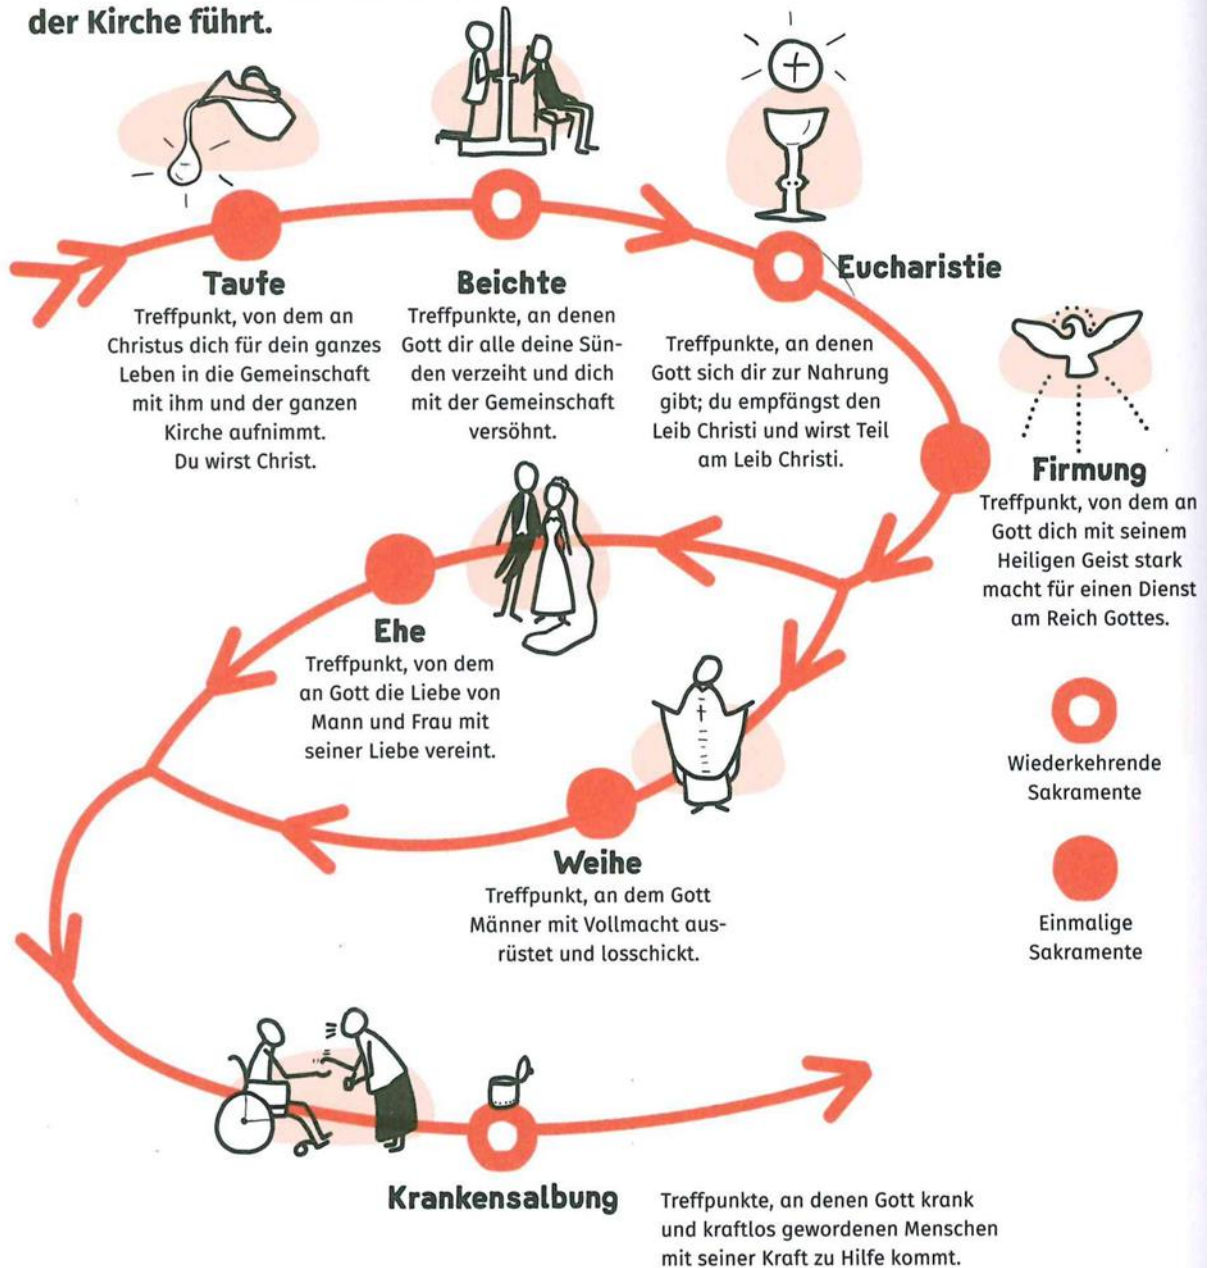 der Kirche führt.
Taufe
Treffpunkt, von dem an
Christus dich für dein ganzes
Leben in die Gemeinschaft
mit ihm und der ganzen
Kirche aufnimmt.
Du wirst Christ.
Beichte
Treffpunkte, an denen
Gott dir alle deine Sün-
den verzeiht und dich
mit der Gemeinschaft
versöhnt.
Eucharistie
Treffpunkte, an denen
Gott sich dir zur Nahrung
gibt; du empfängst den
Leib Christi und wirst Teil
am Leib Christi.
Firmung
Treffpunkt, von dem an
Gott dich mit seinem
Heiligen Geist stark
macht für einen Dienst
am Reich Gottes.
Ehe
Treffpunkt, von dem
an Gott die Liebe von
Mann und Frau mit
seiner Liebe vereint.
Weihe
Treffpunkt, an dem Gott
Männer mit Vollmacht aus-
rüstet und losschickt.
Wiederkehrende
Sakramente
Einmalige
Sakramente
Krankensalbung
Treffpunkte, an denen Gott krank
und kraftlos gewordenen Menschen
mit seiner Kraft zu Hilfe kommt.